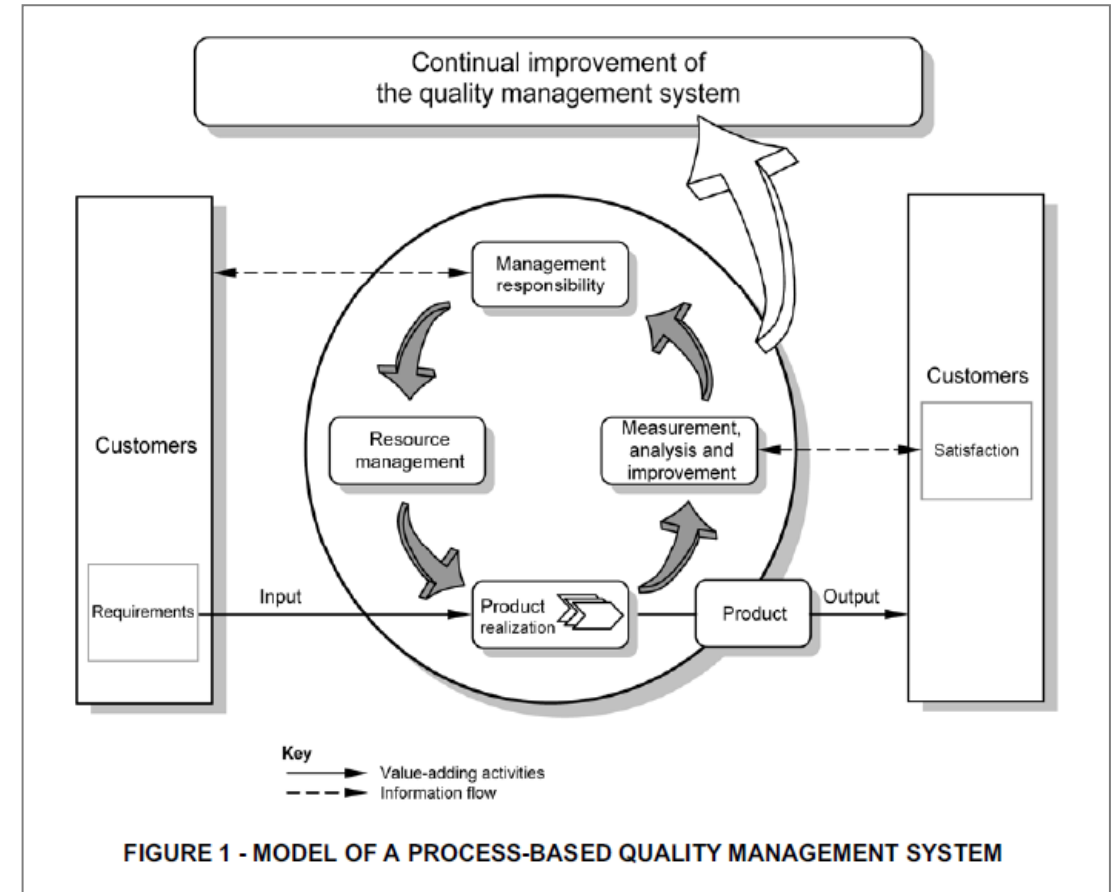 Continual improvement of
the quality management system
Management
responsibility
Customers
Resource
management
Measurement,
analysis and
improvement
Customers
Satisfaction
Requirements
Input
Product
realization
Product
Output
Key
Value-adding activities
Information flow
FIGURE 1 - MODEL OF A PROCESS-BASED QUALITY MANAGEMENT SYSTEM